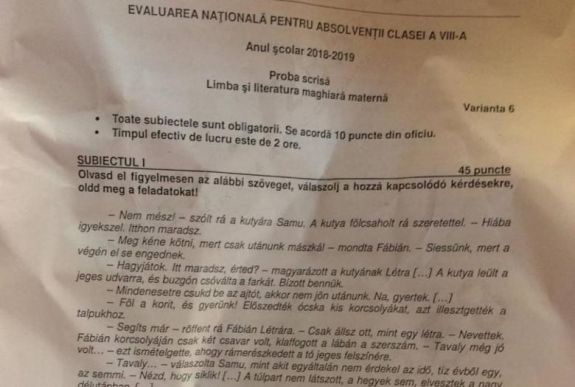 EVALUAREA NAȚIONALĂ PENTRU ABSOLVENȚII CLASEI A VIII-A
Anul școlar 2018-2019
Proba scrisă
Limba și literatura maghiară maternă
Varianta 6
• Toate subiectele sunt obligatorii. Se acordă 10 puncte din oficiu.
• Timpul efectiv de lucru este de 2 ore.
SUBIECTUL I 45 puncte
Olvasd el figyelmesen az alábbi szöveget, válaszolj a hozzá kapcsolódó kérdésekre,
oldd meg a feladatokat!
– Nem mész! – szólt rá a kutyára Samu. A kutya fölcsaholt rá szeretettel. – Hiába
igyekszel. Itthon maradsz.
– Meg kéne kötni, mert csak utánunk mászkál – mondta Fábián. – Siessünk, mert a
végén el se engednek.
– Hagyjátok. Itt maradsz, érted? – magyarázott a kutyának Létra [...] A kutya leült a
jeges udvarra, és buzgón csóválta a farkát. Bízott bennük.
– Mindenesetre csukd be az ajtót, akkor nem jön utánunk. Na, gyertek. [...]
– Föl a korit, és gyerünk! Előszedték ócska kis korcsolyákat, azt illesztgették a
talpukhoz.
– Segíts már – röffent rá Fábián Létrára. – Csak állsz ott, mint egy létra. – Nevettek.
Fábián korcsolyáján csak két csavar volt, klaffogott a lábán a szerszám. – Tavaly még jó
volt... – ezt ismételgette, ahogy rámerészkedett a tó jeges felszínére.
– Tavaly... – válaszolta Samu, mint akit egyáltalán nem érdekel az idő, tíz évből egy,
az semmi. – Nézd, hogy siklik! [...] A túlpart nem látszott, a hegyek sem, elvesztek a nagy